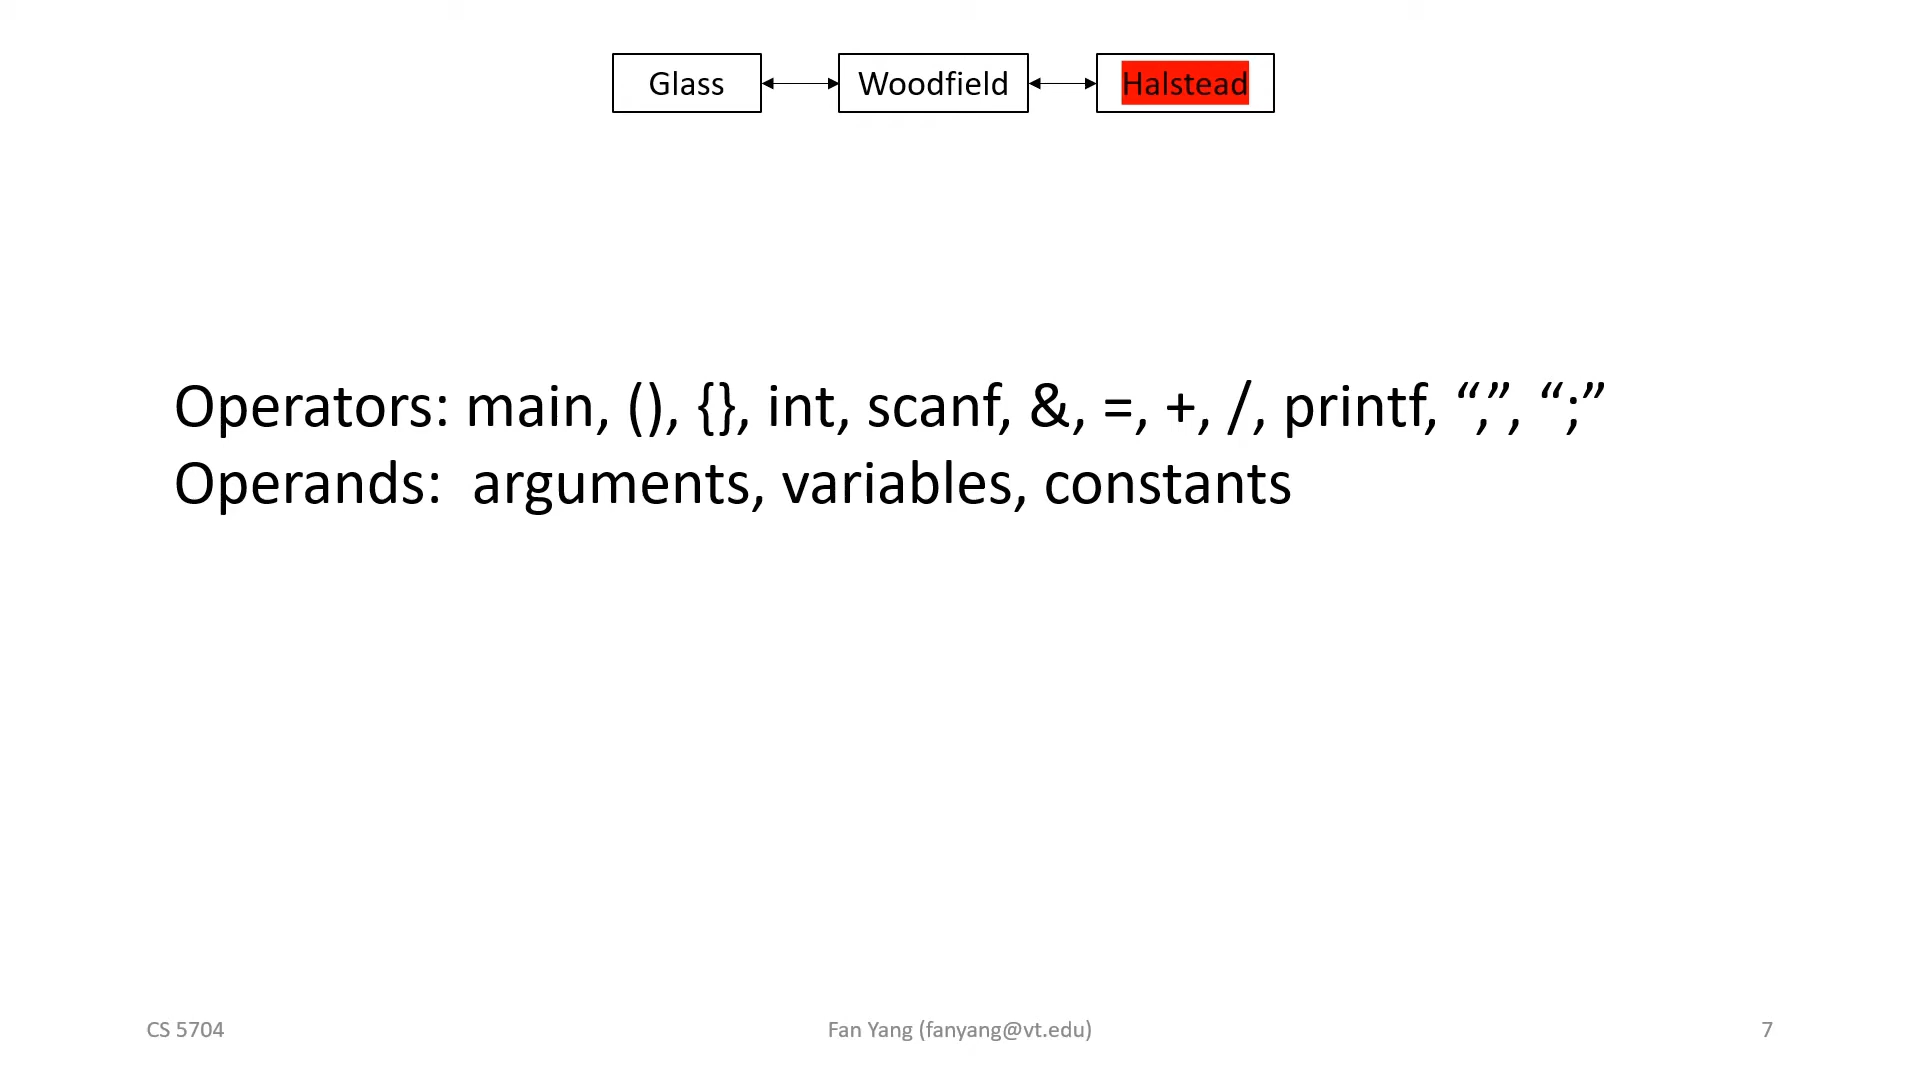 Glass Woodfield Halstead
Operators: main, (), {}, int, scanf, &, =, +, /, printf, “,”, “;”
Operands:  arguments, variables, constants
CS 5704 Fan Yang (fanyang@vt.edu) 7